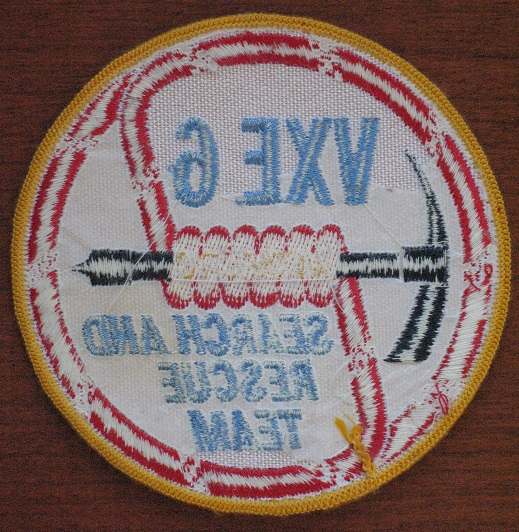 VXE 6
SEARCH AND
RESCUE
TEAM